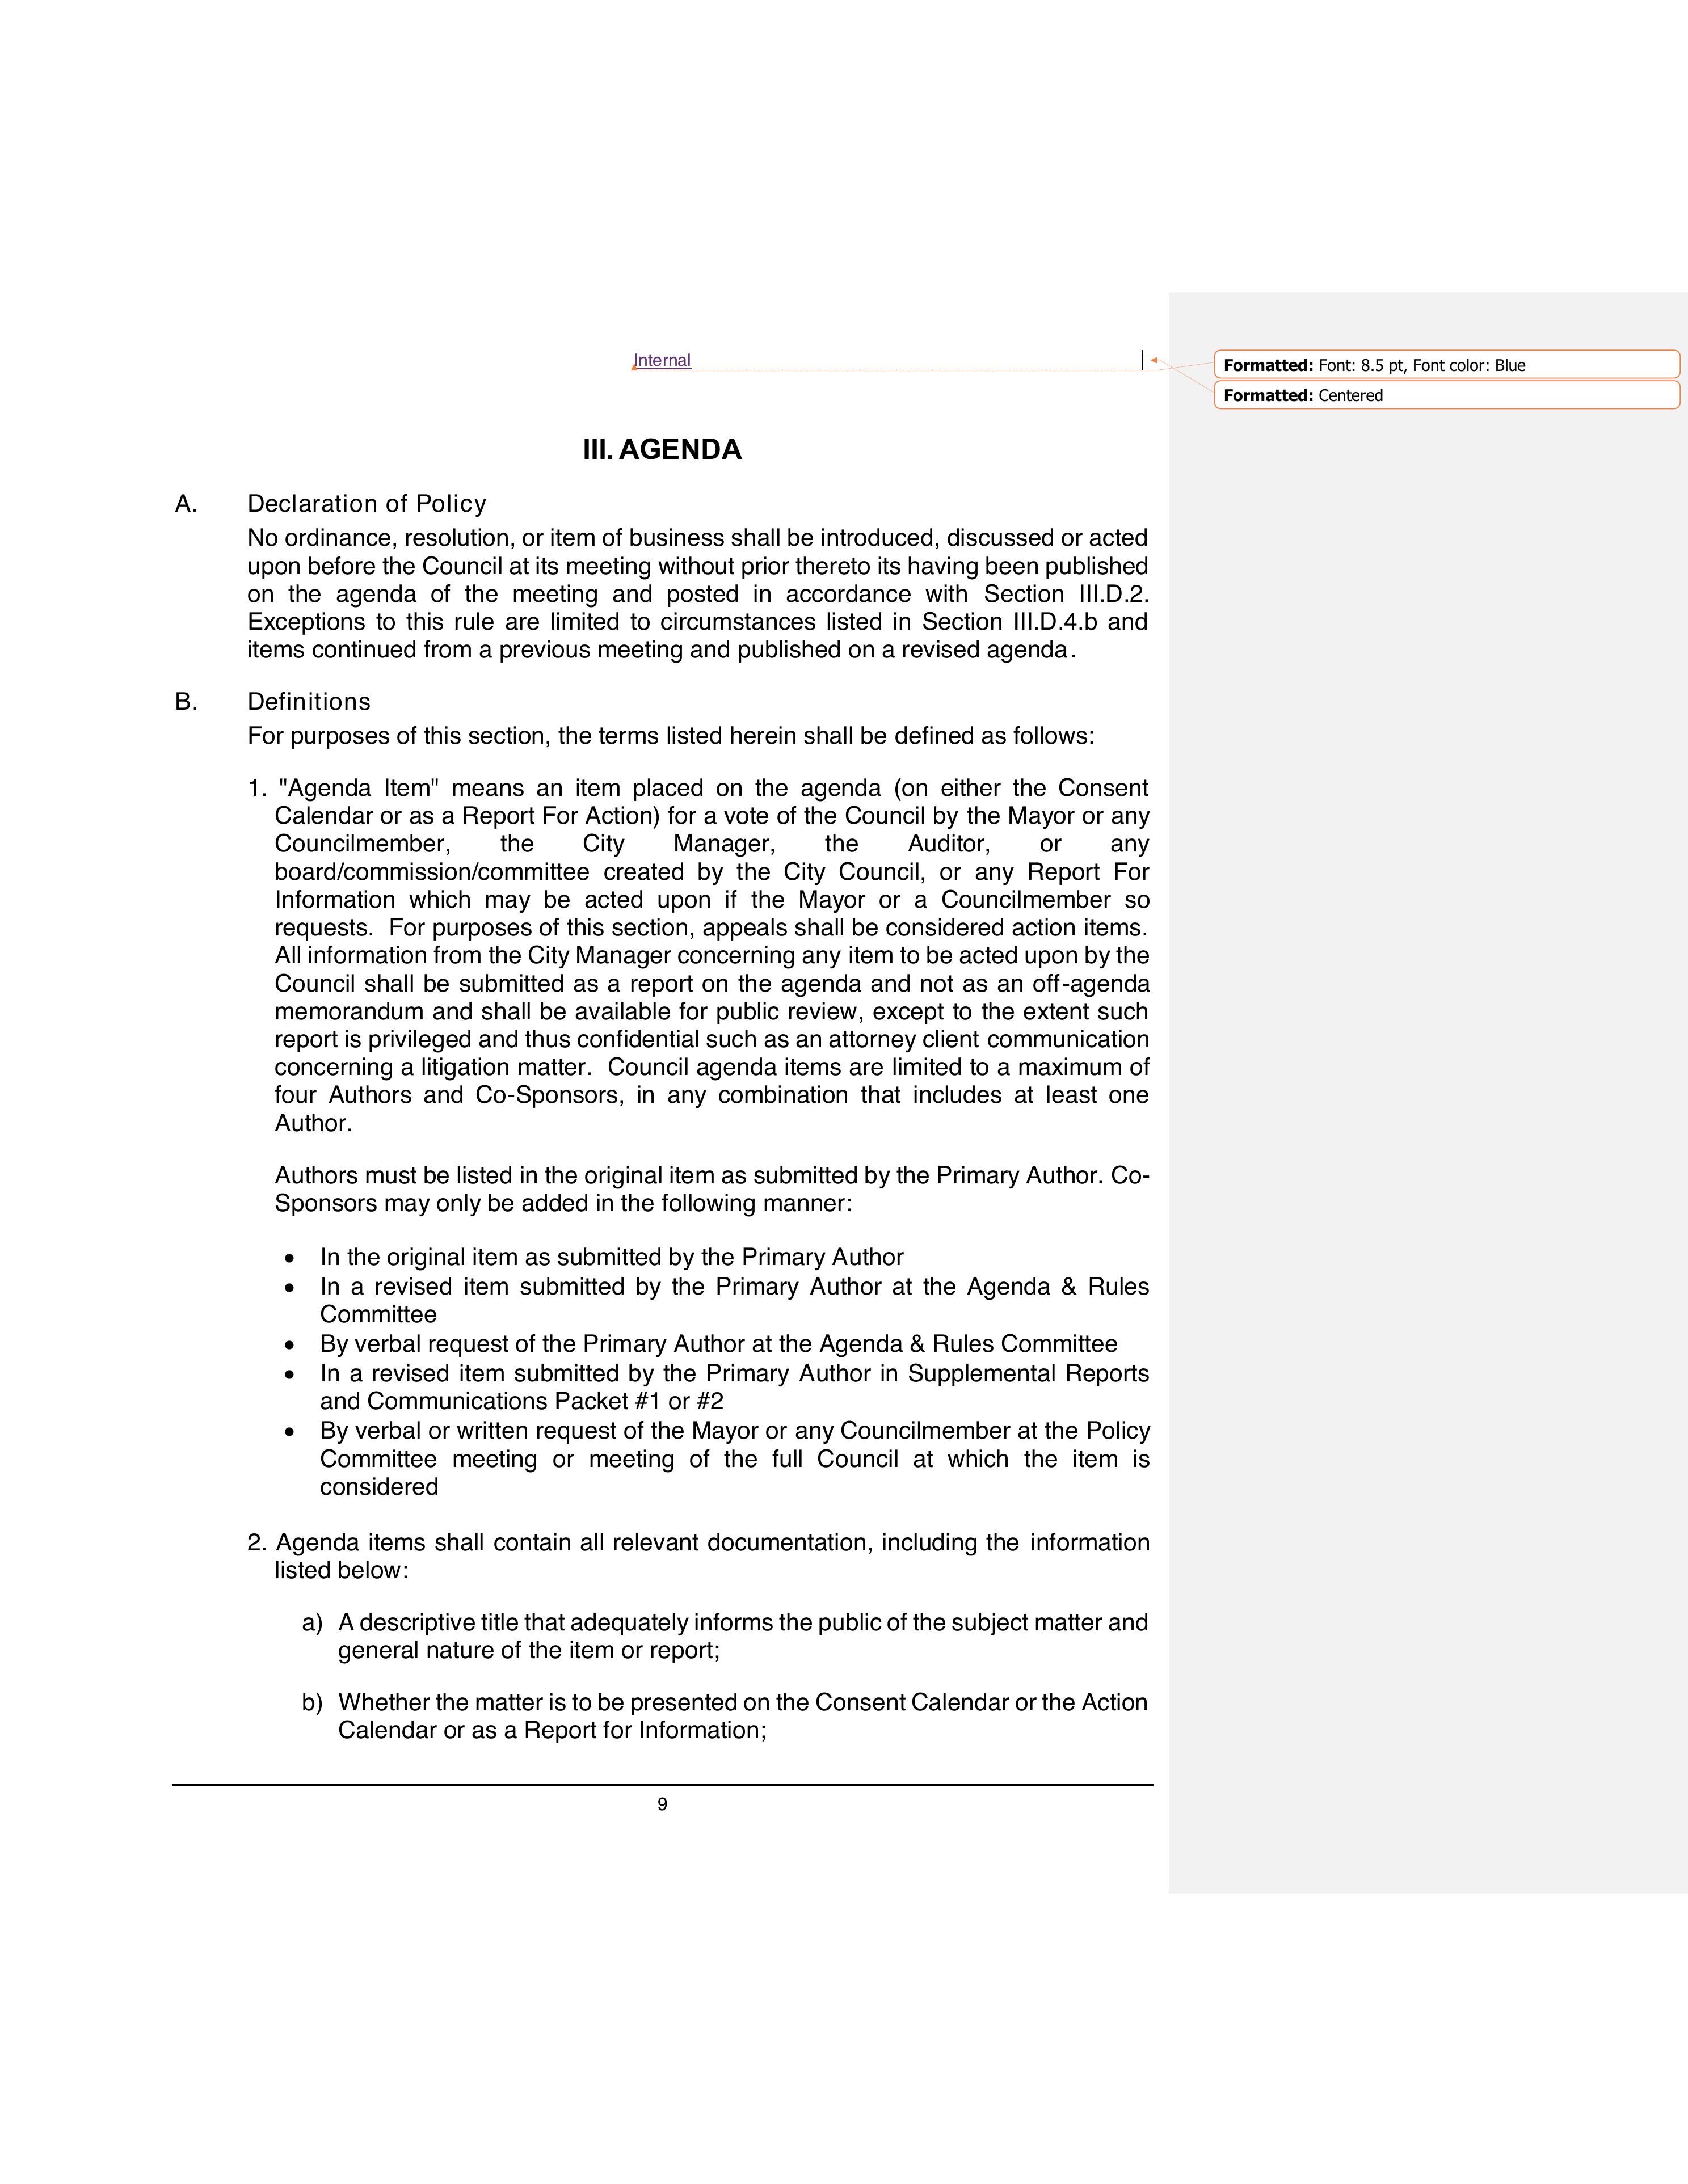 Internal
Formatted: Font: 8.5 pt, Font color: Blue
Formatted: Centered
III. AGENDA
A. Declaration of Policy
No ordinance, resolution, or item of business shall be introduced, discussed or acted
upon before the Council at its meeting without prior thereto its having been published
on the agenda of the meeting and posted in accordance with Section III.D.2.
Exceptions to this rule are limited to circumstances listed in Section III.D.4.b and
items continued from a previous meeting and published on a revised agenda.
B. Definitions
For purposes of this section, the terms listed herein shall be defined as follows:
1. "Agenda Item" means an item placed on the agenda (on either the Consent
Calendar or as a Report For Action) for a vote of the Council by the Mayor or any
Councilmember, the City Manager, the Auditor, or any
board/commission/committee created by the City Council, or any Report For
Information which may be acted upon if the Mayor or a Councilmember so
requests. For purposes of this section, appeals shall be considered action items.
All information from the City Manager concerning any item to be acted upon by the
Council shall be submitted as a report on the agenda and not as an off-agenda
memorandum and shall be available for public review, except to the extent such
report is privileged and thus confidential such as an attorney client communication
concerning a litigation matter. Council agenda items are limited to a maximum of
four Authors and Co-Sponsors, in any combination that includes at least one
Author.
Authors must be listed in the original item as submitted by the Primary Author. Co-
Sponsors may only be added in the following manner:
• In the original item as submitted by the Primary Author
• In a revised item submitted by the Primary Author at the Agenda & Rules
Committee
• By verbal request of the Primary Author at the Agenda & Rules Committee
• In a revised item submitted by the Primary Author in Supplemental Reports
and Communications Packet #1 or #2
• By verbal or written request of the Mayor or any Councilmember at the Policy
Committee meeting or meeting of the full Council at which the item is
considered
2. Agenda items shall contain all relevant documentation, including the information
listed below:
a) A descriptive title that adequately informs the public of the subject matter and
general nature of the item or report;
b) Whether the matter is to be presented on the Consent Calendar or the Action
Calendar or as a Report for Information;
9